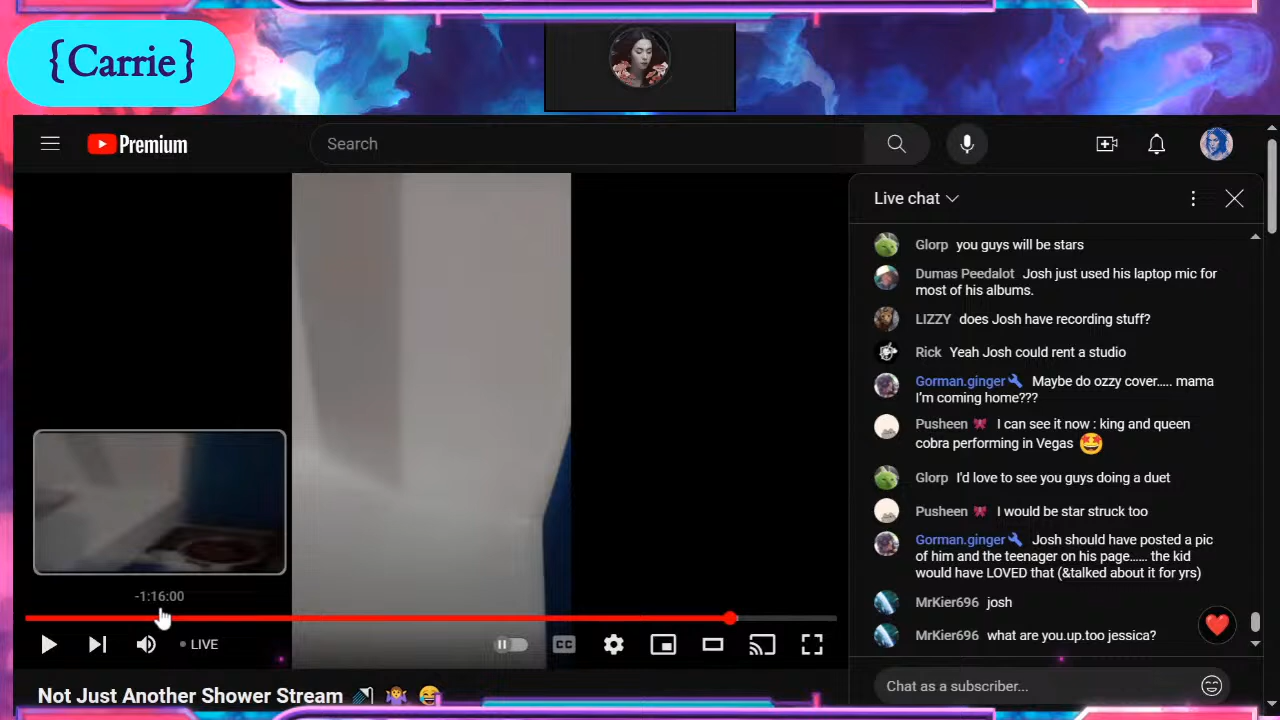 {Carrie}
Premium
Search
Live chat
Glorp you guys will be stars
Dumas Peedalot Josh just used his laptop mic for
most of his albums.
LIZZY does Josh have recording stuff?
Rick Yeah Josh could rent a studio
Gorman.ginger Maybe do ozzy cover..... mama
I'm coming home???
Pusheen I can see it now : king and queen
cobra performing in Vegas
Glorp I'd love to see you guys doing a duet
Pusheen I would be star struck too
Gorman.ginger Josh should have posted a pic
of him and the teenager on his page...... the kid
would have LOVED that (&talked about it for yrs)
MrKier696 josh
MrKier696 what are you.up.too jessica?
-1:16:00
LIVE
CC
Chat as a subscriber...
Not Just Another Shower Stream 🚿 🤷‍♀️ 😂